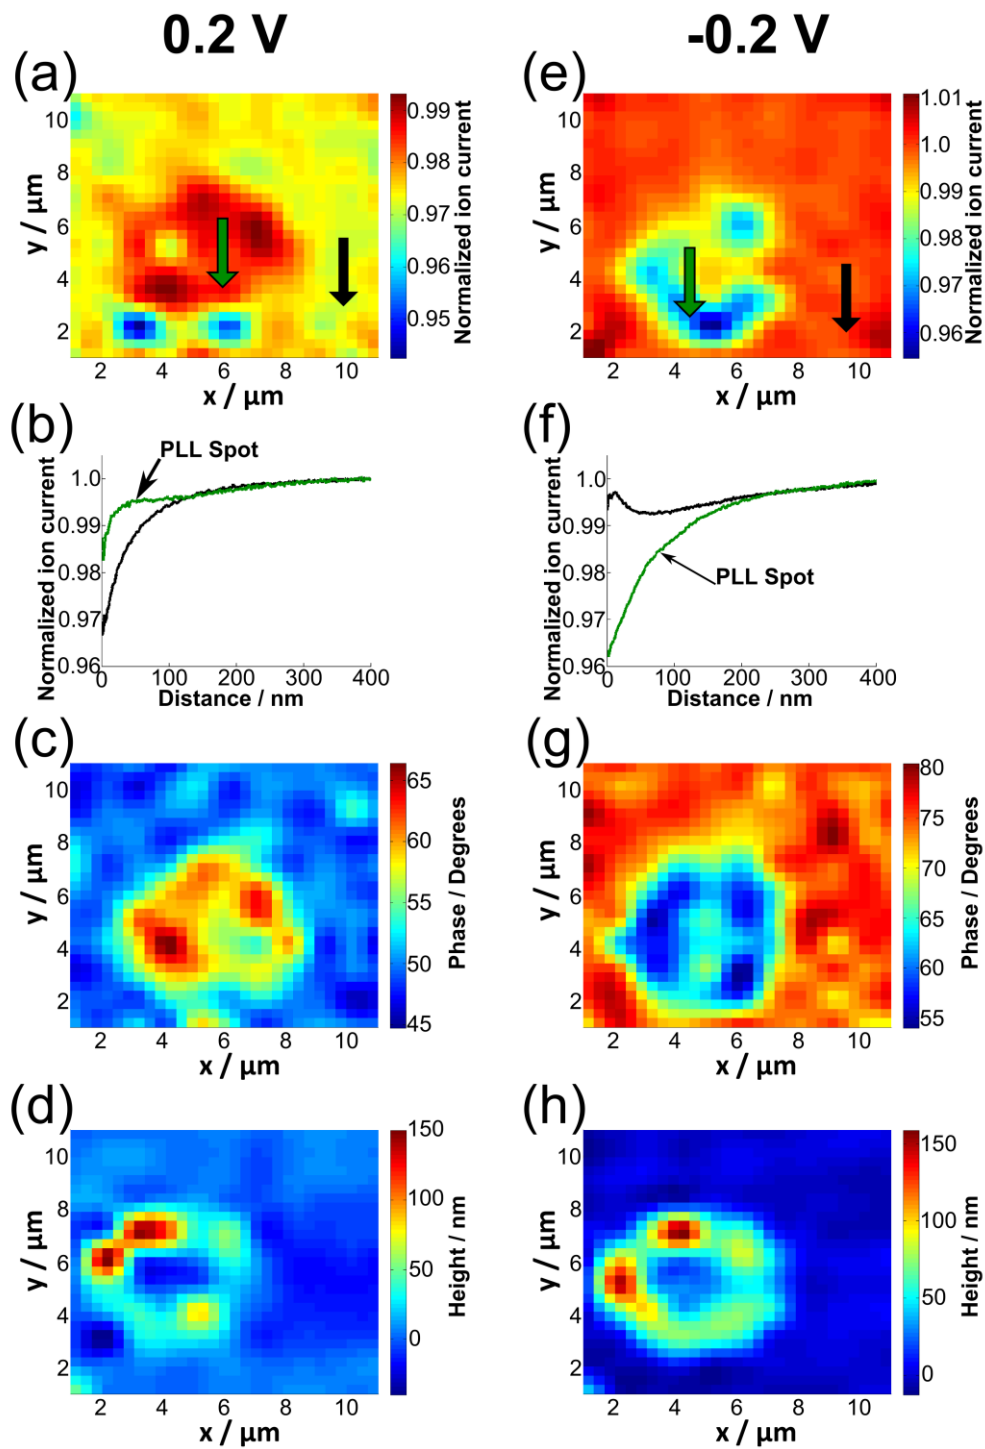 0.2 V
-0.2 V
(a)
10
8
6
4
2
y / μm
2 4 6 8 10
x / μm
0.99
0.98
0.97
0.96
0.95
Normalized ion current
(e)
10
8
6
4
2
y / μm
2 4 6 8 10
x / μm
1.01
1.0
0.99
0.98
0.97
0.96
Normalized ion current
(b)
PLL Spot
1.0
0.99
0.98
0.97
0.96
Normalized ion current
0 100 200 300 400
Distance / nm
(f)
1.0
0.99
0.98
0.97
0.96
Normalized ion current
PLL Spot
0 100 200 300 400
Distance / nm
(c)
10
8
6
4
2
y / μm
2 4 6 8 10
x / μm
65
60
55
50
45
Phase / Degrees
(g)
10
8
6
4
2
y / μm
2 4 6 8 10
x / μm
80
75
70
65
60
55
Phase / Degrees
(d)
10
8
6
4
2
y / μm
2 4 6 8 10
x / μm
150
100
50
0
Height / nm
(h)
10
8
6
4
2
y / μm
2 4 6 8 10
x / μm
150
100
50
0
Height / nm